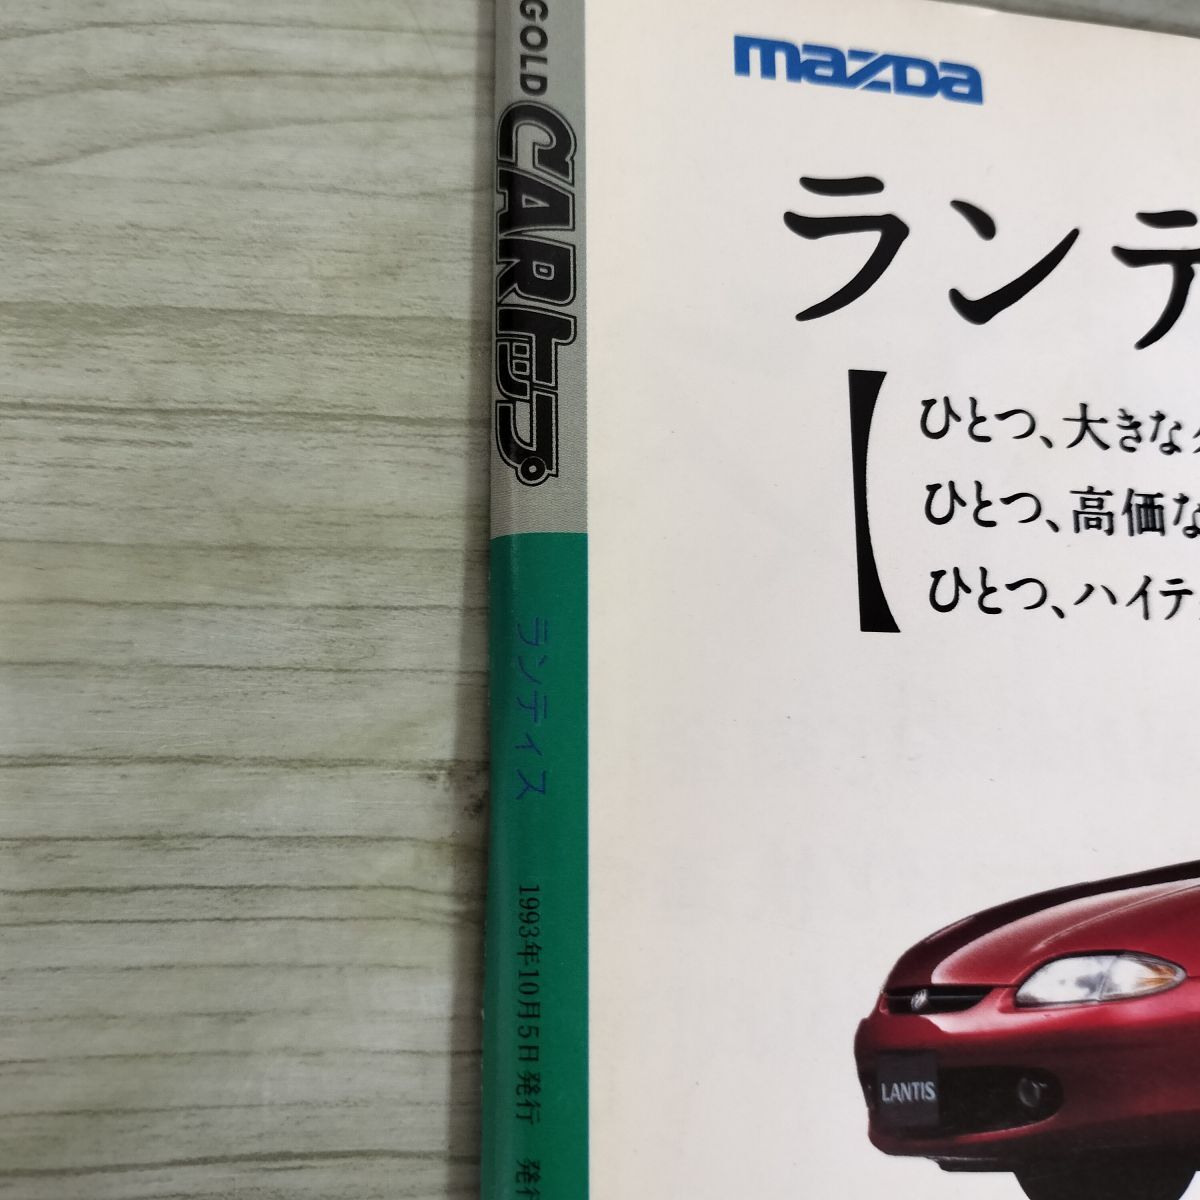 GOLD CARトップ
ランティス
1993年10月5日発行 発行
mazda
ランテ
ひとつ、大きな
ひとつ、高価な
ひとつ、ハイテ
LANTIS